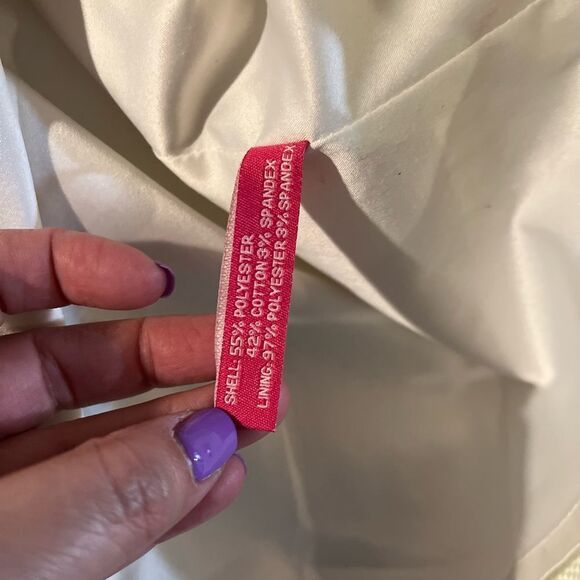 SHELL: 55% POLYESTER
42% COTTON 3% SPANDEX
LINING: 97% POLYESTER 3% SPANDEX